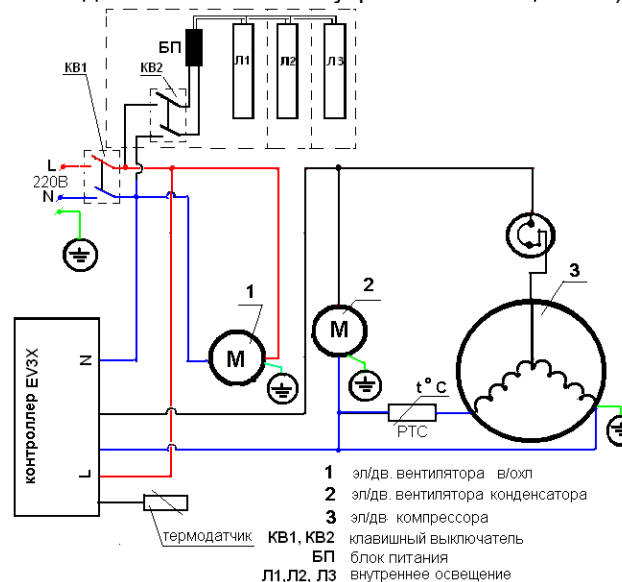 БП
Л1
Л2
Л3
КВ1
КВ2
L
220В
N
1
2
3
М
М
контроллер EV3X
N
L
t°C
РТС
термодатчик
1 эл/дв. вентилятора в/охл
2 эл/дв. вентилятора конденсатора
3 эл/дв компрессора
КВ1, КВ2 клавишный выключатель
БП блок питания
Л1,Л2, Л3 внутреннее освещение